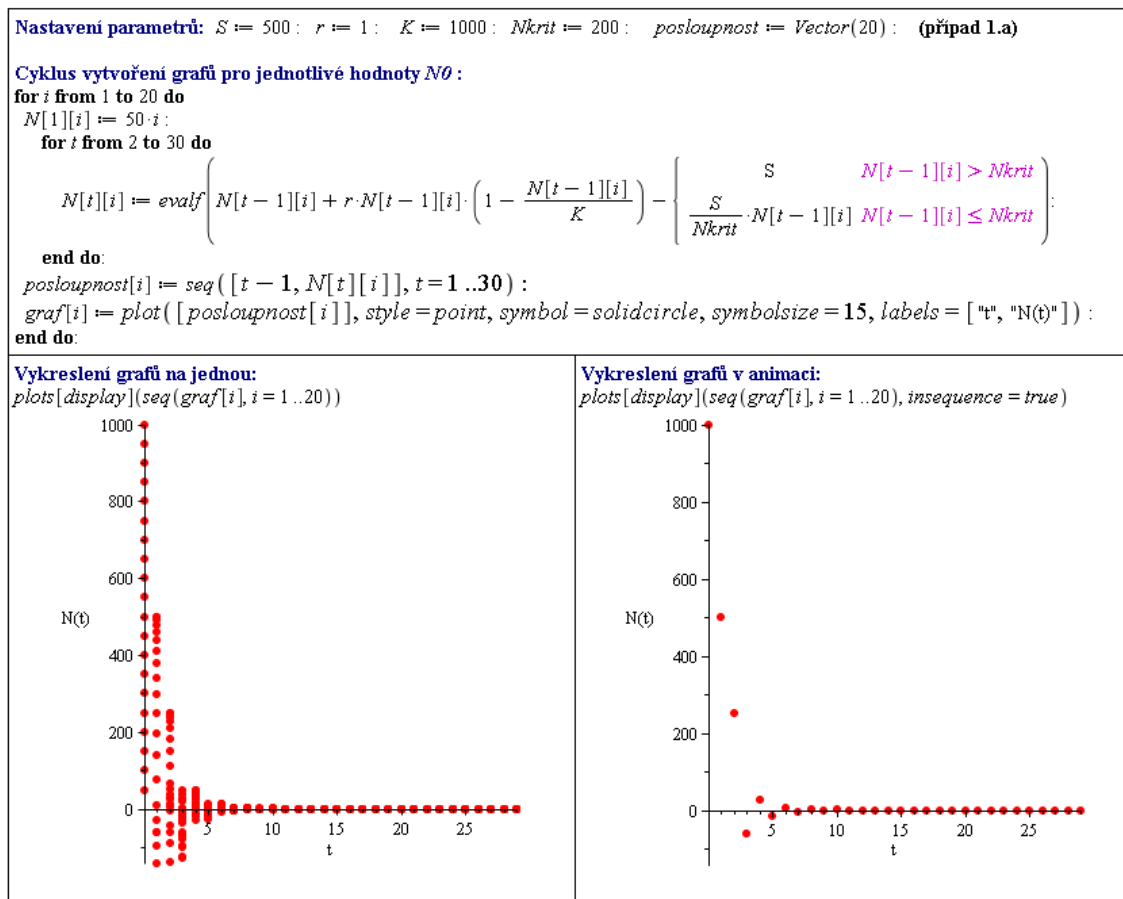 Nastavení parametrů: S := 500 : r := 1 : K := 1000 : Nkrit := 200 : posloupnost := Vector(20) : (případ 1.a)
Cyklus vytvoření grafů pro jednotlivé hodnoty N0 :
for i from 1 to 20 do
N[1][i] := 50·i :
for t from 2 to 30 do
N[t][i] := evalf(N[t − 1][i] + r·N[t − 1][i]·(1 − N[t − 1][i] / K) − { S N[t − 1][i] > Nkrit
S / Nkrit · N[t − 1][i] N[t − 1][i] ≤ Nkrit ) :
end do:
posloupnost[i] := seq([t − 1, N[t][i]], t = 1 ..30) :
graf[i] := plot([posloupnost[i]], style = point, symbol = solidcircle, symbolsize = 15, labels = ["t", "N(t)"]) :
end do:
Vykreslení grafů na jednou:
plots[display](seq(graf[i], i = 1 ..20))
1000
800
600
N(t)
400
200
0
5 10 15 20 25
t
Vykreslení grafů v animaci:
plots[display](seq(graf[i], i = 1 ..20), insequence = true)
1000
800
600
N(t)
400
200
0
5 10 15 20 25
t